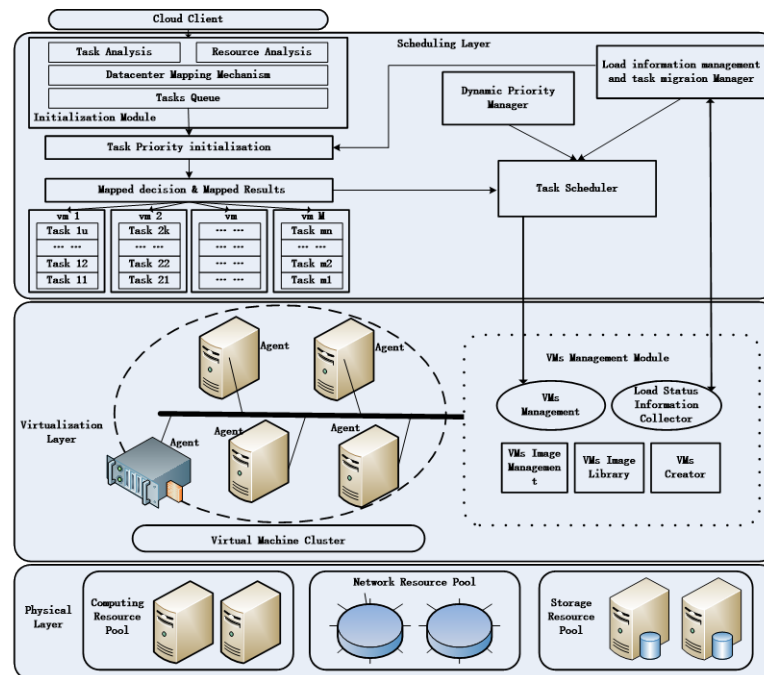 Cloud Client
Scheduling Layer
Task Analysis
Resource Analysis
Datacenter Mapping Mechanism
Tasks Queue
Initialization Module
Load information management
and task migraion Manager
Dynamic Priority
Manager
Task Priority initialization
Mapped decision & Mapped Results
Task Scheduler
vm 1
Task 1u
--- ---
Task 12
Task 11
vm 2
Task 2k
--- ---
Task 22
Task 21
vm
--- ---
--- ---
--- ---
--- ---
vm M
Task mn
--- ---
Task m2
Task m1
Virtualization
Layer
Agent
Agent
Agent
Agent
Agent
Virtual Machine Cluster
VMs Management Module
VMs
Management
Load Status
Information
Collector
VMs Image
Managemen
t
VMs Image
Library
VMs
Creator
Physical
Layer
Computing
Resource
Pool
Network Resource Pool
Storage
Resource
Pool